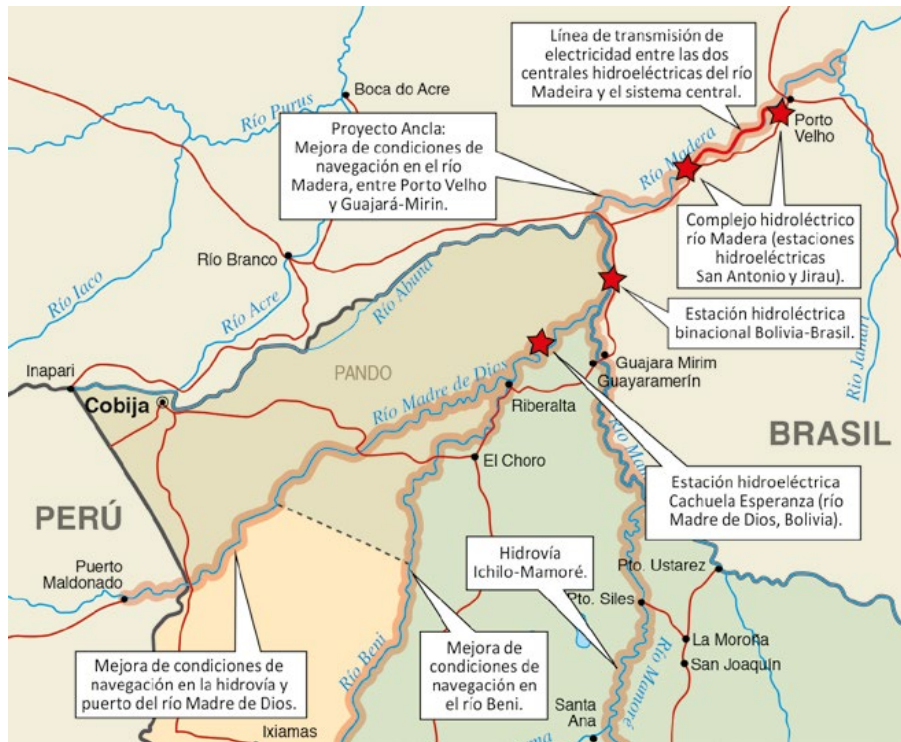 Línea de transmisión de
electricidad entre las dos
centrales hidroeléctricas del río
Madeira y el sistema central.
Boca do Acre
Río Purus
Proyecto Ancla:
Mejora de condiciones de
navegación en el río
Madera, entre Porto Velho
y Guajará-Mirin.
Río Madera
Porto
Velho
Complejo hidroléctrico
río Madera (estaciones
hidroeléctricas
San Antonio y Jirau).
Río Branco
Río Iaco
Río Acre
Río Abuna
Estación hidroléctrica
binacional Bolivia-Brasil.
Río Jamari
Inapari
Cobija
PANDO
Río Madre de Dios
Guajara Mirim
Guayaramerín
Riberalta
BRASIL
El Choro
Estación hidroeléctrica
Cachuela Esperanza (río
Madre de Dios, Bolivia).
PERÚ
Puerto
Maldonado
Hidrovía
Ichilo-Mamoré.
Pto. Ustarez
Pto. Siles
La Moroña
San Joaquín
Mejora de condiciones de
navegación en la hidrovía y
puerto del río Madre de Dios.
Río Beni
Mejora de
condiciones de
navegación en
el río Beni.
Río Mamoré
Santa
Ana
Ixiamas